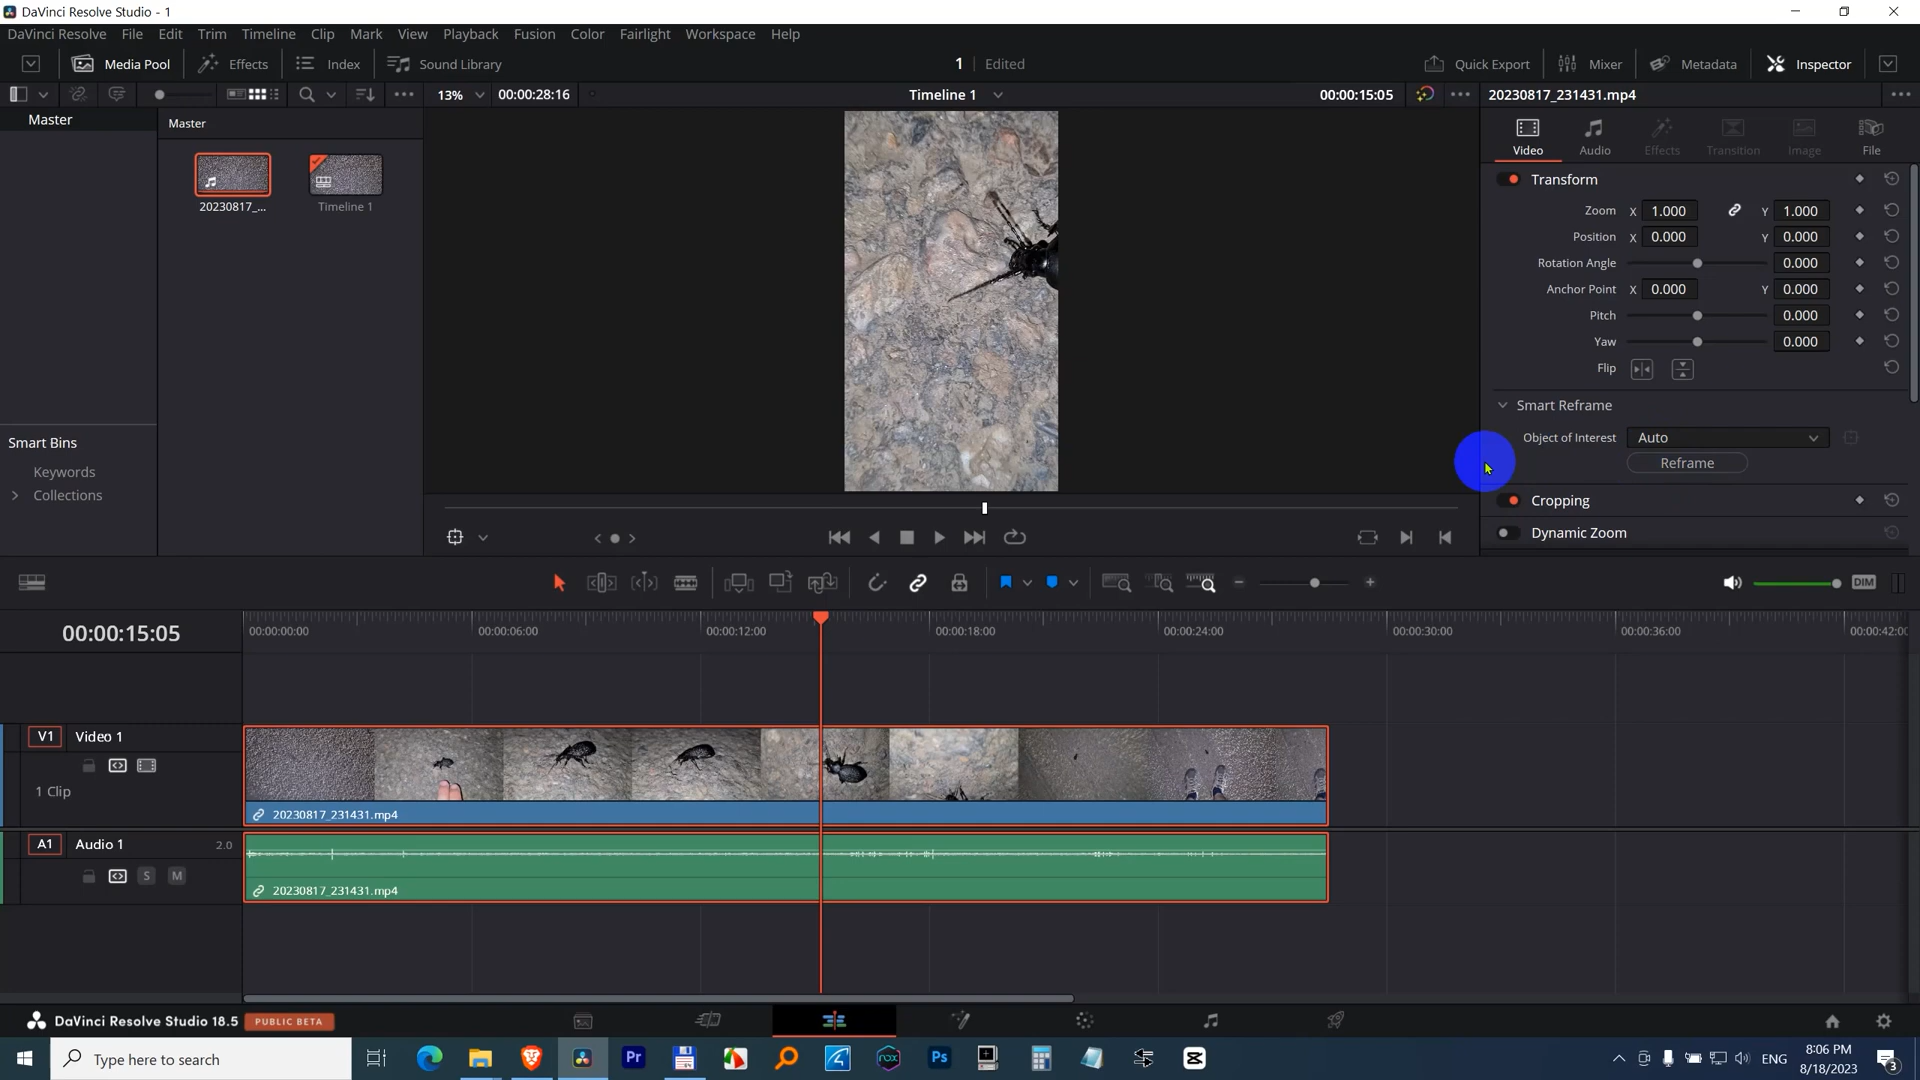 DaVinci Resolve Studio - 1
DaVinci Resolve File Edit Trim Timeline Clip Mark View Playback Fusion Color Fairlight Workspace Help
Media Pool Effects Index Sound Library 1 Edited Quick Export Mixer Metadata Inspector
13% 00:00:28:16 Timeline 1 00:00:15:05 20230817_231431.mp4
Master Master
20230817_... Timeline 1
Smart Bins
Keywords
Collections
Video Audio Effects Transition Image File
Transform
Zoom X 1.000 Y 1.000
Position X 0.000 Y 0.000
Rotation Angle 0.000
Anchor Point X 0.000 Y 0.000
Pitch 0.000
Yaw 0.000
Flip
Smart Reframe
Object of Interest Auto
Reframe
Cropping
Dynamic Zoom
DIM
00:00:15:05 00:00:00:00 00:00:06:00 00:00:12:00 00:00:18:00 00:00:24:00 00:00:30:00 00:00:36:00 00:00:42:0
V1 Video 1
1 Clip
20230817_231431.mp4
A1 Audio 1 2.0
S M
20230817_231431.mp4
DaVinci Resolve Studio 18.5 PUBLIC BETA
Type here to search Pr nox Ps ENG 8:06 PM
8/18/2023 3